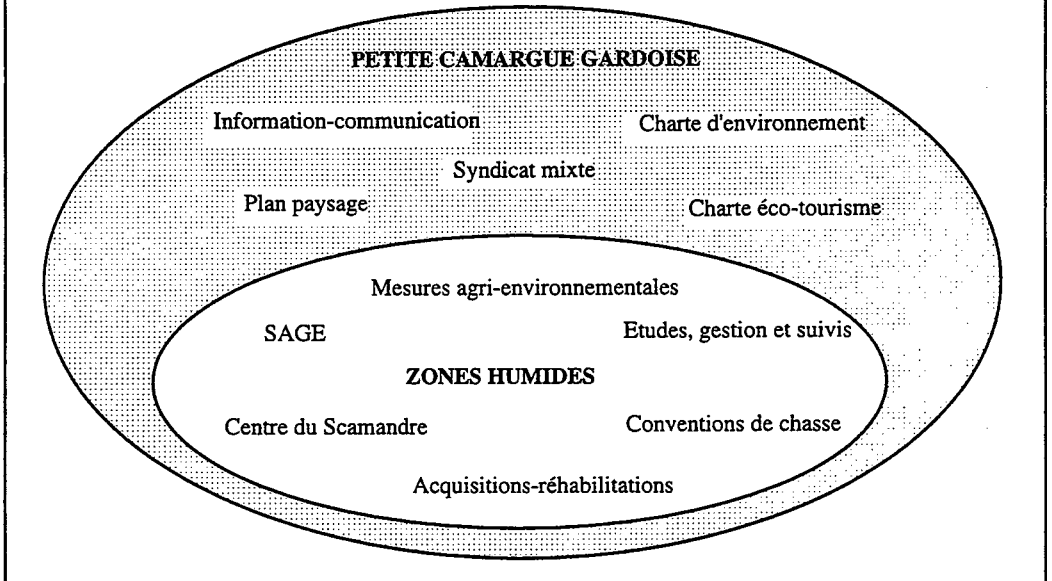 PETITE CAMARGUE GARDOISE
Information-communication
Charte d'environnement
Syndicat mixte
Plan paysage
Charte éco-tourisme
Mesures agri-environnementales
SAGE
Etudes, gestion et suivis
ZONES HUMIDES
Centre du Scamandre
Conventions de chasse
Acquisitions-réhabilitations